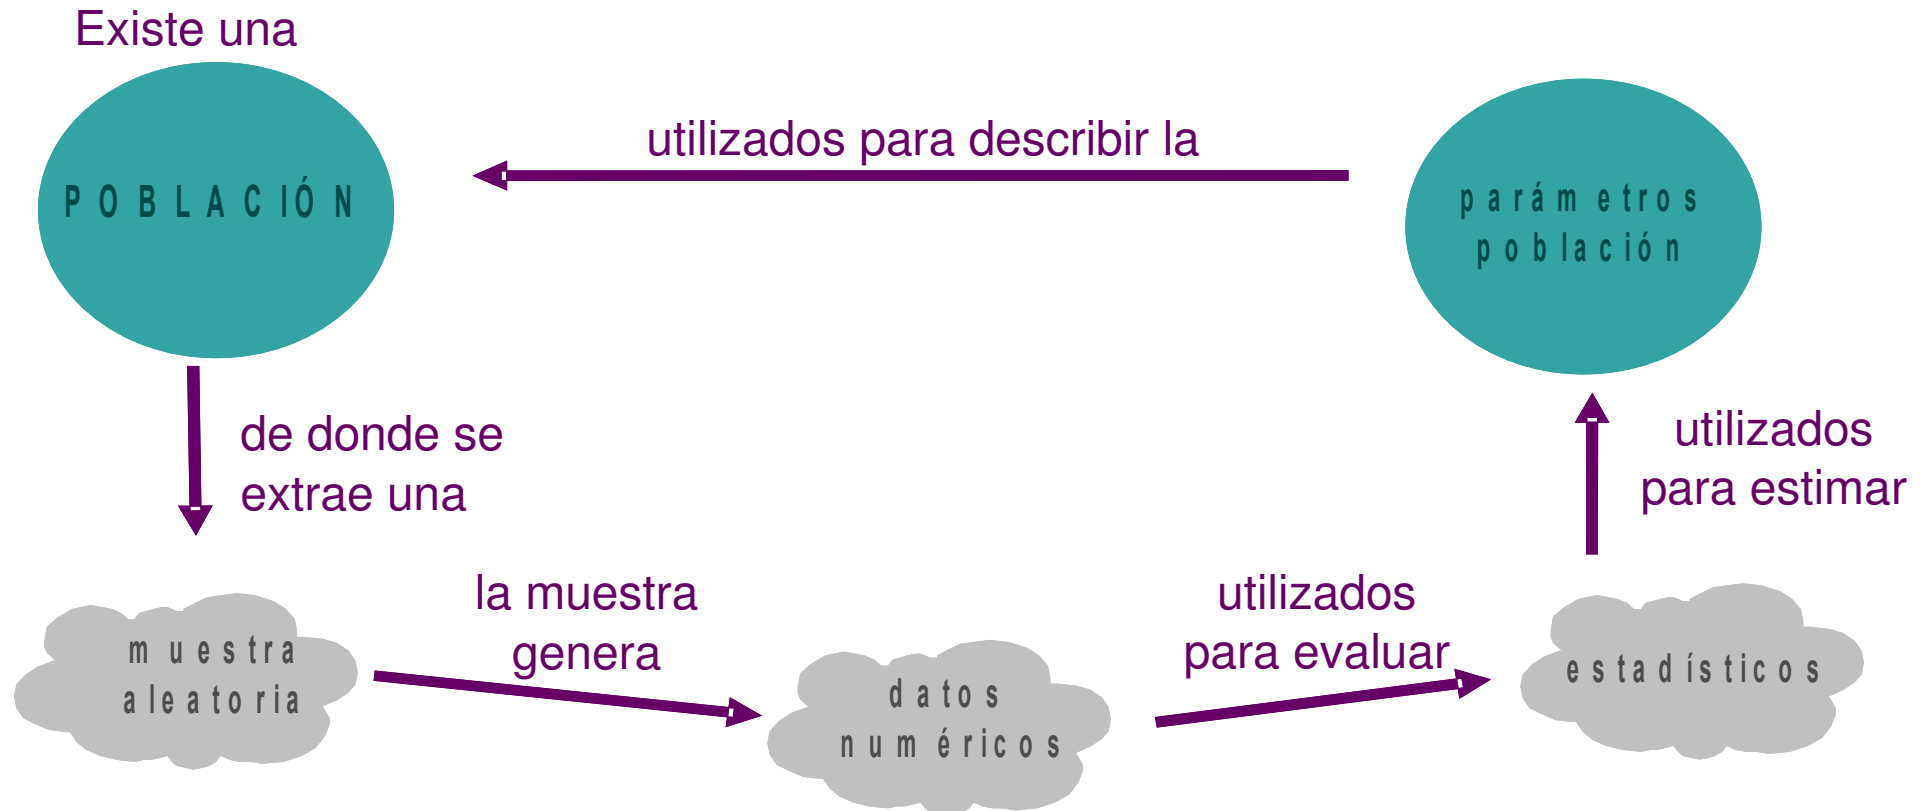 Existe una
POBLACIÓN
utilizados para describir la
parámetros
población
de donde se
extrae una
utilizados
para estimar
muestra
aleatoria
la muestra
genera
datos
numéricos
utilizados
para evaluar
estadísticos